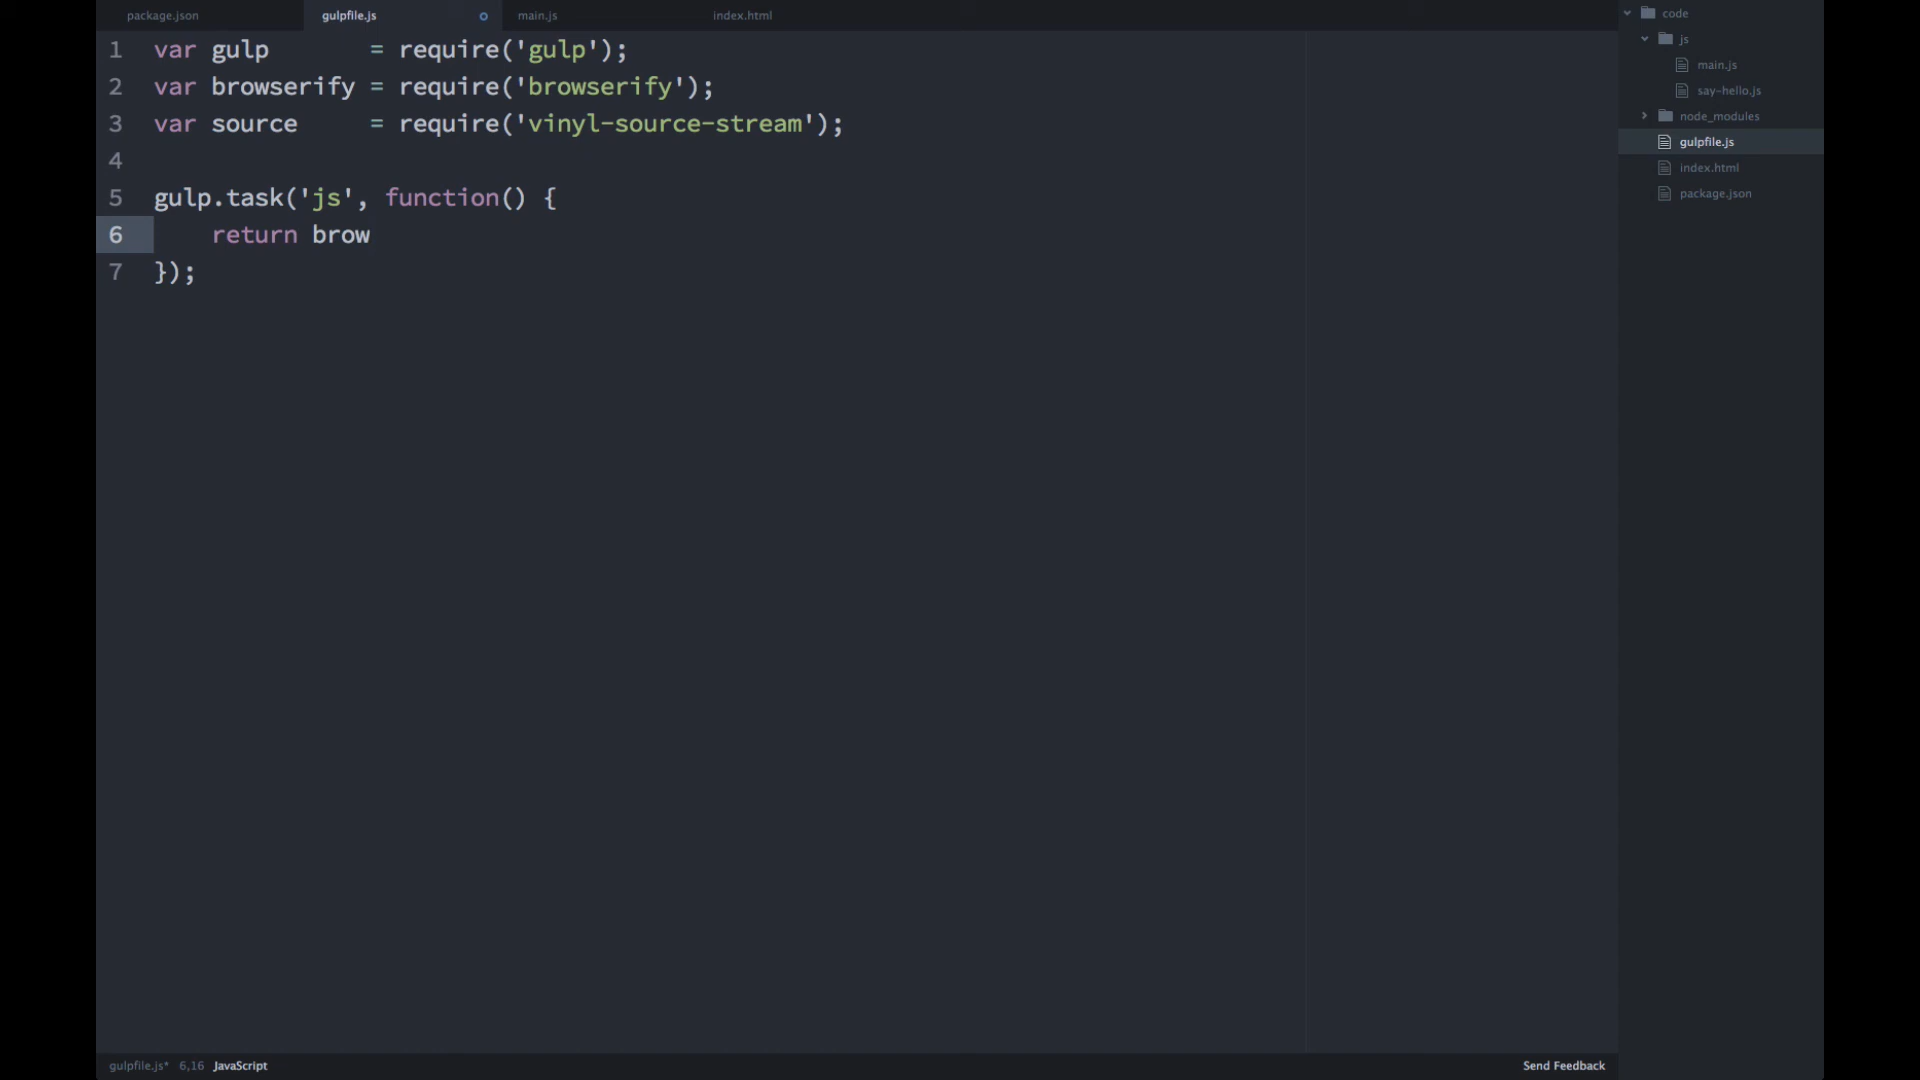 package.json
gulpfile.js
main.js
index.html
1 var gulp       = require('gulp');
2 var browserify = require('browserify');
3 var source     = require('vinyl-source-stream');
4
5 gulp.task('js', function() {
6     return brow
7 });
code
js
main.js
say-hello.js
node_modules
gulpfile.js
index.html
package.json
gulpfile.js* 6,16 JavaScript
Send Feedback